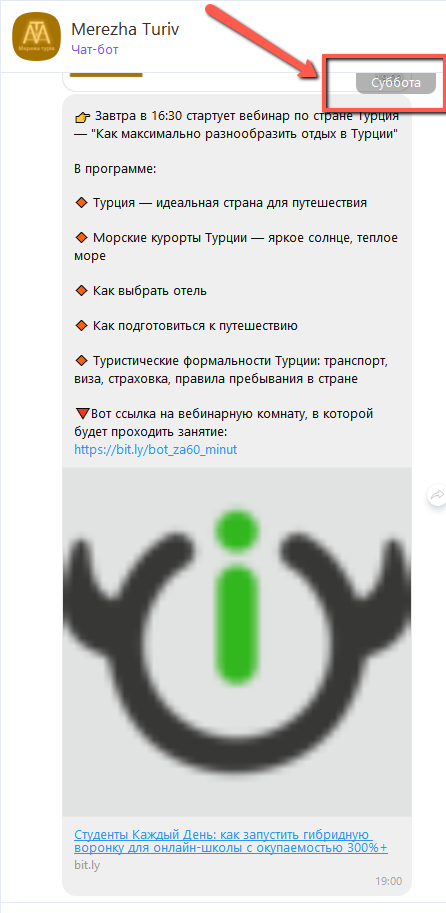 Merezha Turiv
Чат-бот
Суббота
👉 Завтра в 16:30 стартует вебинар по стране Турция
— "Как максимально разнообразить отдых в Турции"
В программе:
🔸 Турция — идеальная страна для путешествия
🔸 Морские курорты Турции — яркое солнце, теплое
море
🔸 Как выбрать отель
🔸 Как подготовиться к путешествию
🔸 Туристические формальности Турции: транспорт,
виза, страховка, правила пребывания в стране
🔻Вот ссылка на вебинарную комнату, в которой
будет проходить занятие:
https://bit.ly/bot_za60_minut
Студенты Каждый День: как запустить гибридную
воронку для онлайн-школы с окупаемостью 300%+
bit.ly
19:00